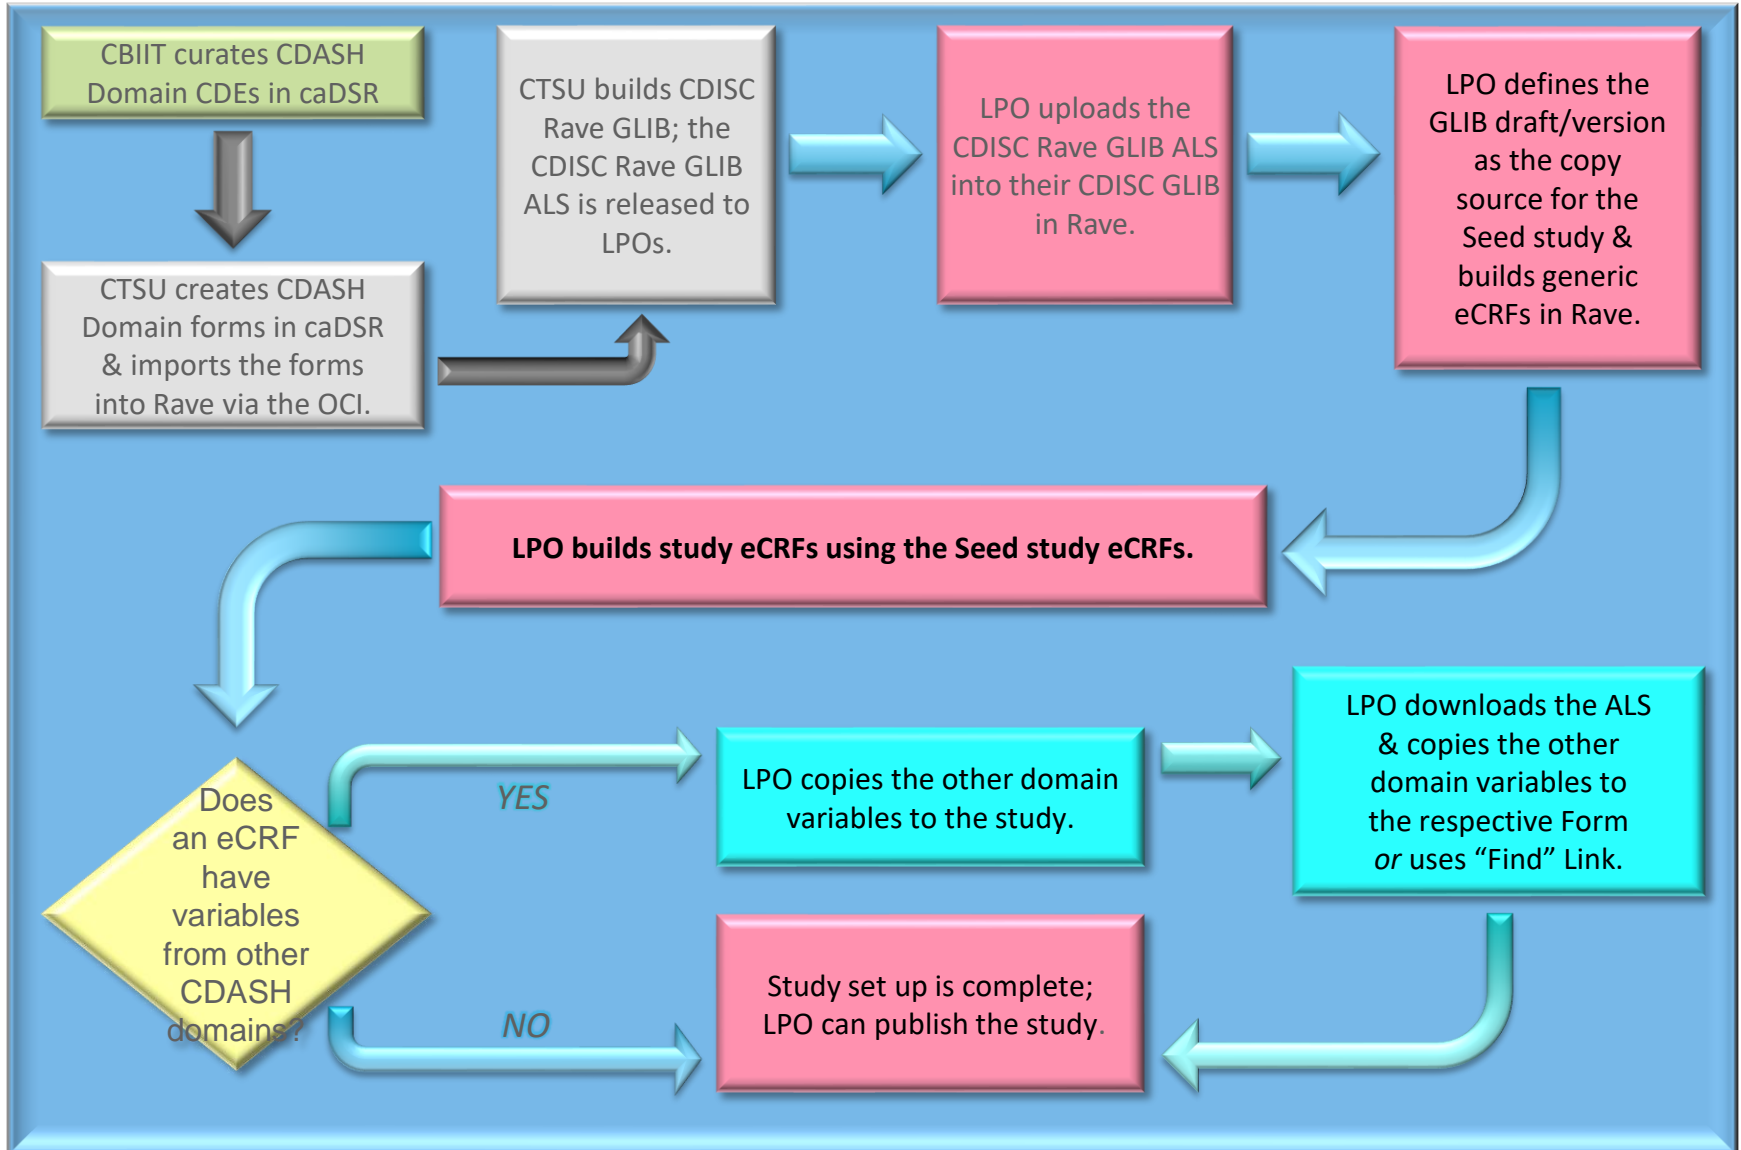 CBIIT curates CDASH
Domain CDEs in caDSR
CTSU creates CDASH
Domain forms in caDSR
& imports the forms
into Rave via the OCI.
CTSU builds CDISC
Rave GLIB; the
CDISC Rave GLIB
ALS is released to
LPOs.
LPO uploads the
CDISC Rave GLIB ALS
into their CDISC GLIB
in Rave.
LPO defines the
GLIB draft/version
as the copy
source for the
Seed study &
builds generic
eCRFs in Rave.
LPO builds study eCRFs using the Seed study eCRFs.
Does
an eCRF
have
variables
from other
CDASH
domains?
YES
LPO copies the other domain
variables to the study.
LPO downloads the ALS
& copies the other
domain variables to
the respective Form
or uses “Find” Link.
NO
Study set up is complete;
LPO can publish the study.